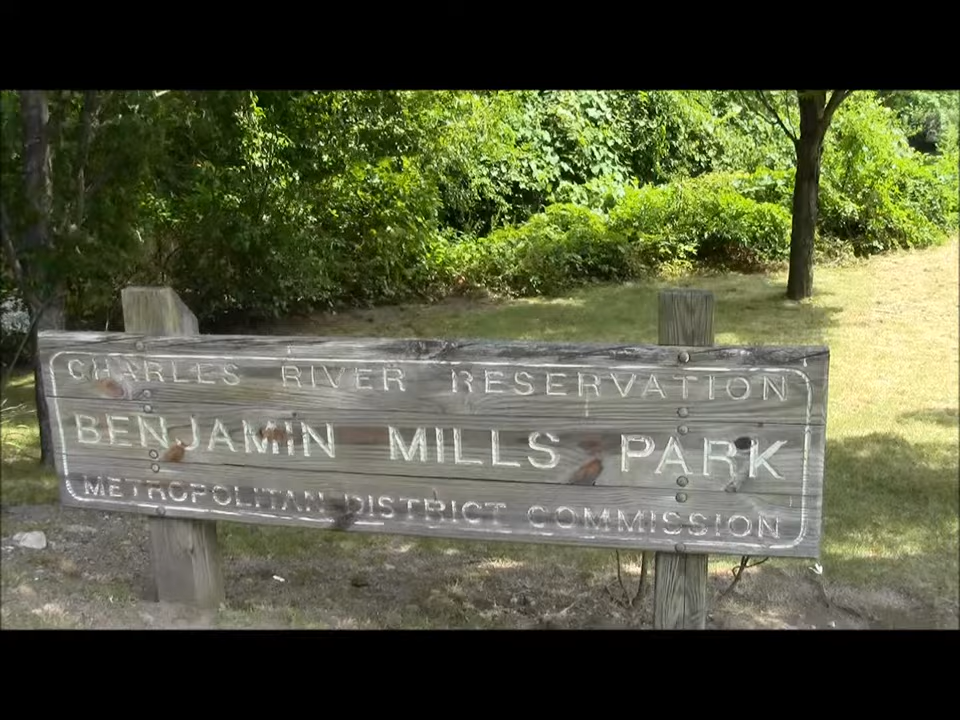 CHARLES RIVER RESERVATION
BENJAMIN MILLS PARK
METROPOLITAN DISTRICT COMMISSION